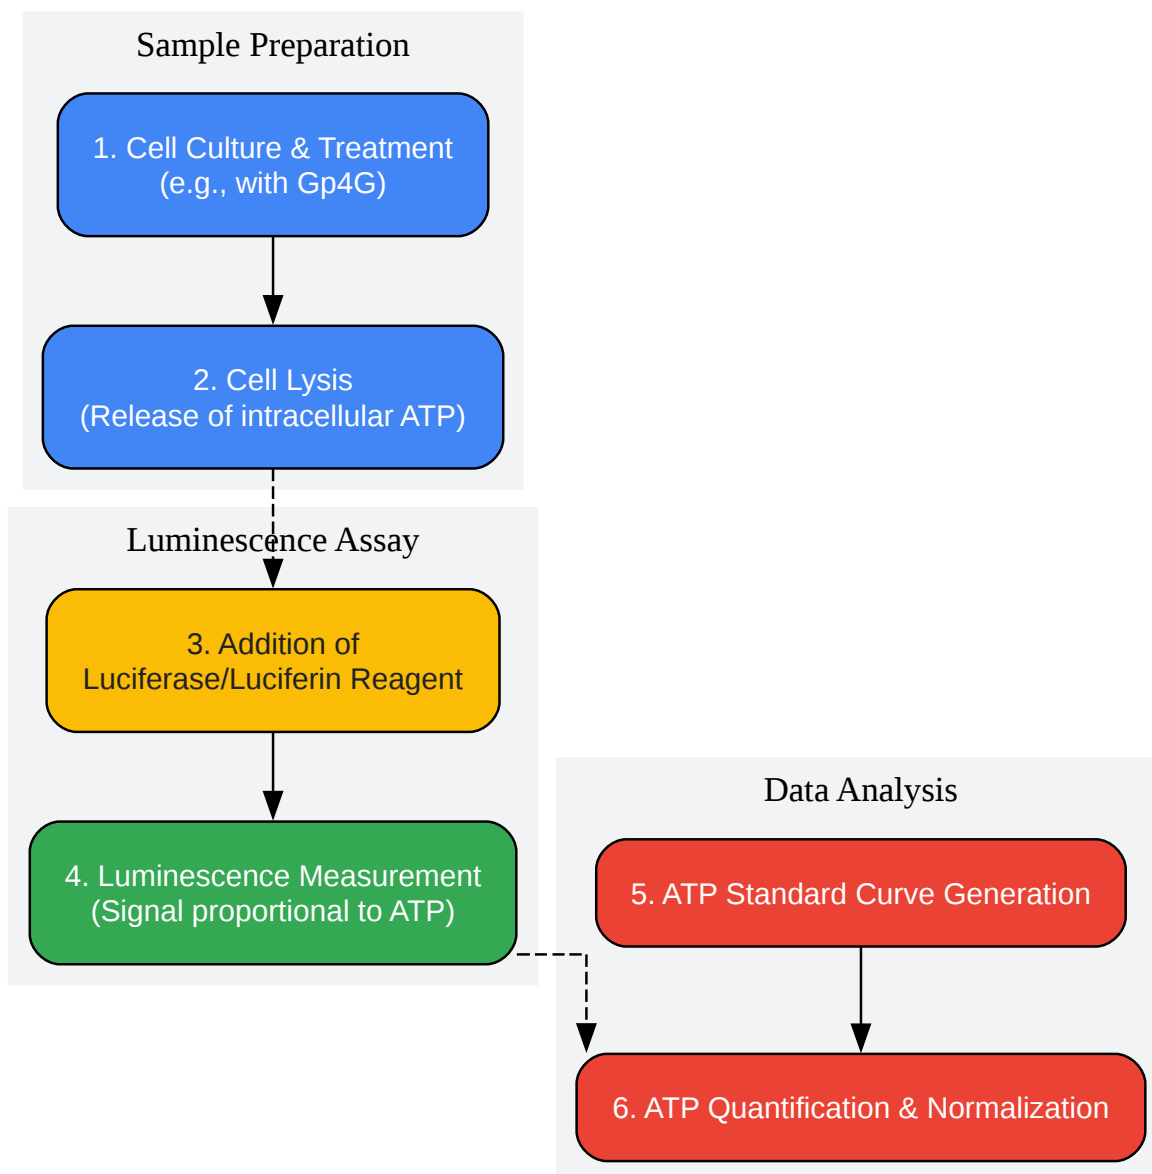 Sample Preparation
1. Cell Culture & Treatment
(e.g., with Gp4G)
2. Cell Lysis
(Release of intracellular ATP)
Luminescence Assay
3. Addition of
Luciferase/Luciferin Reagent
4. Luminescence Measurement
(Signal proportional to ATP)
Data Analysis
5. ATP Standard Curve Generation
6. ATP Quantification & Normalization